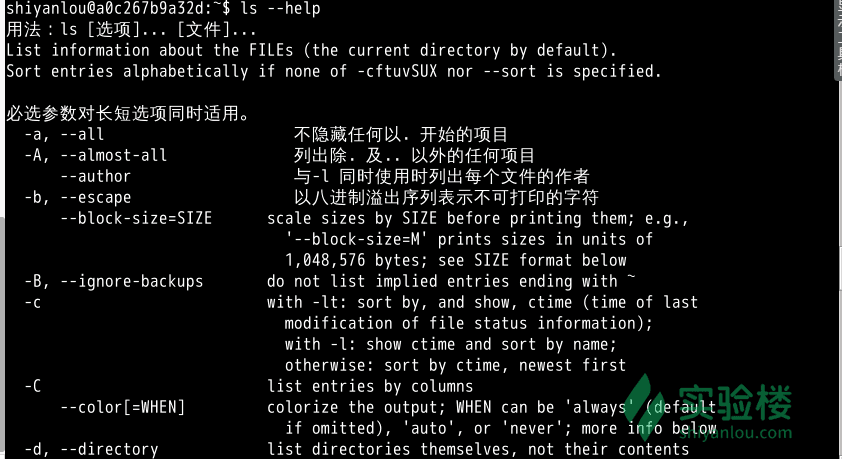 shiyanlou@a0c267b9a32d:~$ ls --help
用法：ls [选项]... [文件]...
List information about the FILEs (the current directory by default).
Sort entries alphabetically if none of -cftuvSUX nor --sort is specified.

必选参数对长短选项同时适用。
  -a, --all                  不隐藏任何以. 开始的项目
  -A, --almost-all           列出除. 及.. 以外的任何项目
      --author               与-l 同时使用时列出每个文件的作者
  -b, --escape               以八进制溢出序列表示不可打印的字符
      --block-size=SIZE      scale sizes by SIZE before printing them; e.g.,
                               '--block-size=M' prints sizes in units of
                               1,048,576 bytes; see SIZE format below
  -B, --ignore-backups       do not list implied entries ending with ~
  -c                         with -lt: sort by, and show, ctime (time of last
                               modification of file status information);
                               with -l: show ctime and sort by name;
                               otherwise: sort by ctime, newest first
  -C                         list entries by columns
      --color[=WHEN]         colorize the output; WHEN can be 'always' (default
                               if omitted), 'auto', or 'never'; more info below
  -d, --directory            list directories themselves, not their contents
实验楼
shiyanlou.com